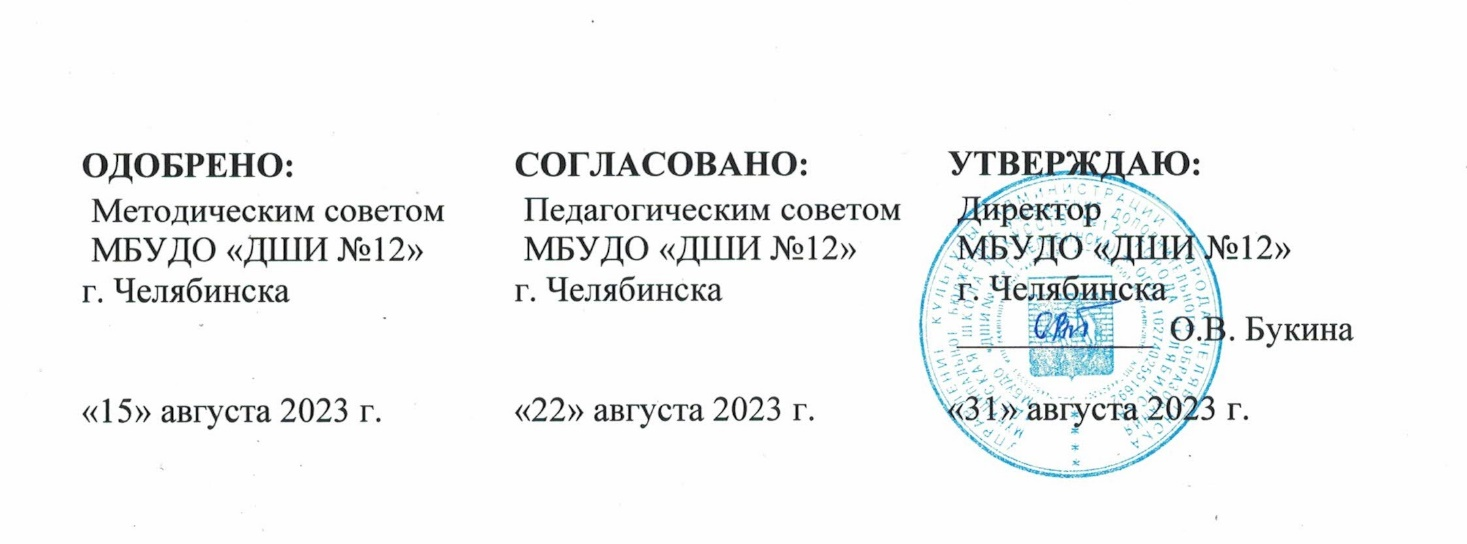 ОДОБРЕНО:
Методическим советом
МБУДО «ДШИ №12»
г. Челябинска
«15» августа 2023 г.
СОГЛАСОВАНО:
Педагогическим советом
МБУДО «ДШИ №12»
г. Челябинска
«22» августа 2023 г.
УТВЕРЖДАЮ:
Директор
МБУДО «ДШИ №12»
г. Челябинска
О.В. Букина
«31» августа 2023 г.